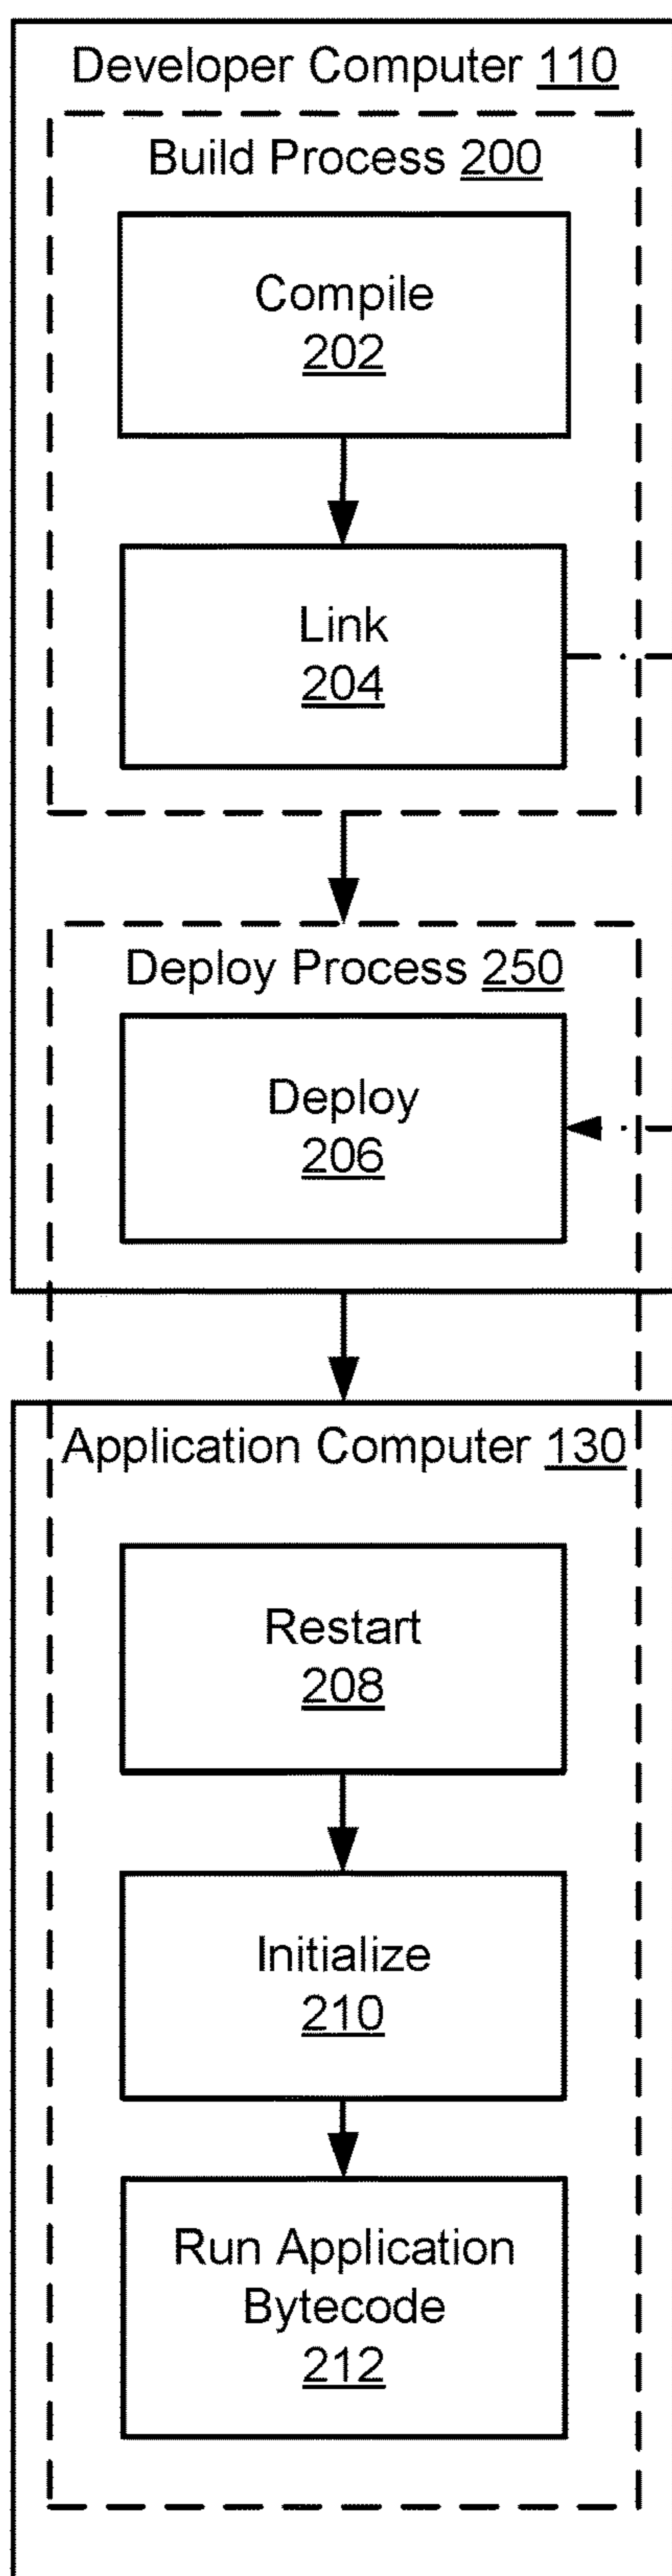 Developer Computer 110
Build Process 200
Compile
202
Link
204
Deploy Process 250
Deploy
206
Application Computer 130
Restart
208
Initialize
210
Run Application
Bytecode
212